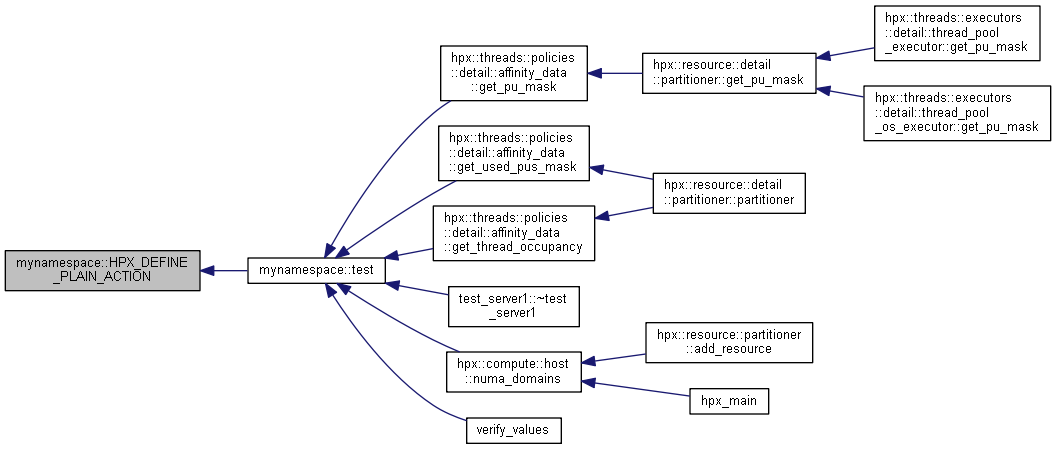 mynamespace::HPX_DEFINE
_PLAIN_ACTION
mynamespace::test
hpx::threads::policies
::detail::affinity_data
::get_pu_mask
hpx::resource::detail
::partitioner::get_pu_mask
hpx::threads::executors
::detail::thread_pool
_executor::get_pu_mask
hpx::threads::executors
::detail::thread_pool
_os_executor::get_pu_mask
hpx::threads::policies
::detail::affinity_data
::get_used_pus_mask
hpx::resource::detail
::partitioner::partitioner
hpx::threads::policies
::detail::affinity_data
::get_thread_occupancy
test_server1::~test
_server1
hpx::compute::host
::numa_domains
hpx::resource::partitioner
::add_resource
hpx_main
verify_values